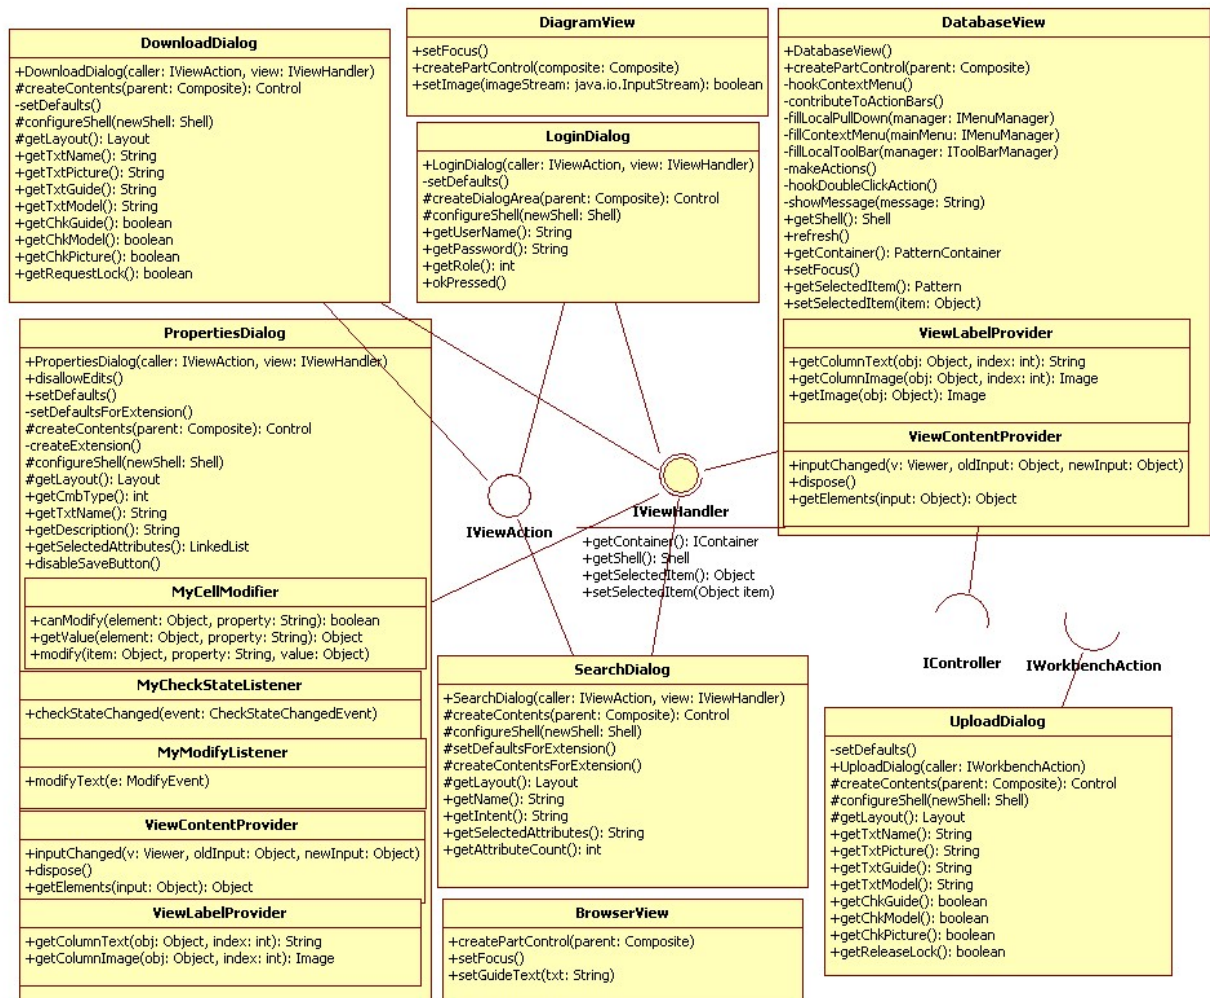 DownloadDialog
+DownloadDialog(caller: IViewAction, view: IViewHandler)
#createContents(parent: Composite): Control
-setDefaults()
#configureShell(newShell: Shell)
#getLayout(): Layout
+getTxtName(): String
+getTxtPicture(): String
+getTxtGuide(): String
+getTxtModel(): String
+getChkGuide(): boolean
+getChkModel(): boolean
+getChkPicture(): boolean
+getRequestLock(): boolean
DiagramView
+setFocus()
+createPartControl(composite: Composite)
+setImage(imageStream: java.io.InputStream): boolean
LoginDialog
+LoginDialog(caller: IViewAction, view: IViewHandler)
-setDefaults()
#createDialogArea(parent: Composite): Control
#configureShell(newShell: Shell)
+getUserName(): String
+getPassword(): String
+getRole(): int
+okPressed()
DatabaseView
+DatabaseView()
+createPartControl(parent: Composite)
-hookContextMenu()
-contributeToActionBars()
-fillLocalPullDown(manager: IMenuManager)
-fillContextMenu(mainMenu: IMenuManager)
-fillLocalToolBar(manager: IToolBarManager)
-makeActions()
-hookDoubleClickAction()
-showMessage(message: String)
+getShell(): Shell
+refresh()
+getContainer(): PatternContainer
+setFocus()
+getSelectedItem(): Pattern
+setSelectedItem(item: Object)
ViewLabelProvider
+getColumnText(obj: Object, index: int): String
+getColumnImage(obj: Object, index: int): Image
+getImage(obj: Object): Image
ViewContentProvider
+inputChanged(v: Viewer, oldInput: Object, newInput: Object)
+dispose()
+getElements(input: Object): Object
PropertiesDialog
+PropertiesDialog(caller: IViewAction, view: IViewHandler)
+disallowEdits()
+setDefaults()
-setDefaultsForExtension()
#createContents(parent: Composite): Control
-createExtension()
#configureShell(newShell: Shell)
#getLayout(): Layout
+getCmbType(): int
+getTxtName(): String
+getDescription(): String
+getSelectedAttributes(): LinkedList
+disableSaveButton()
MyCellModifier
+canModify(element: Object, property: String): boolean
+getValue(element: Object, property: String): Object
+modify(item: Object, property: String, value: Object)
MyCheckStateListener
+checkStateChanged(event: CheckStateChangedEvent)
MyModifyListener
+modifyText(e: ModifyEvent)
ViewContentProvider
+inputChanged(v: Viewer, oldInput: Object, newInput: Object)
+dispose()
+getElements(input: Object): Object
ViewLabelProvider
+getColumnText(obj: Object, index: int): String
+getColumnImage(obj: Object, index: int): Image
IViewAction
IViewHandler
+getContainer(): IContainer
+getShell(): Shell
+getSelectedItem(): Object
+setSelectedItem(Object item)
IController
IWorkbenchAction
SearchDialog
+SearchDialog(caller: IViewAction, view: IViewHandler)
#createContents(parent: Composite): Control
#configureShell(newShell: Shell)
#setDefaultsForExtension()
#createContentsForExtension()
#getLayout(): Layout
+getName(): String
+getIntent(): String
+getSelectedAttributes(): String
+getAttributeCount(): int
BrowserView
+createPartControl(parent: Composite)
+setFocus()
+setGuideText(txt: String)
UploadDialog
-setDefaults()
+UploadDialog(caller: IWorkbenchAction)
#createContents(parent: Composite): Control
#configureShell(newShell: Shell)
#getLayout(): Layout
+getTxtName(): String
+getTxtPicture(): String
+getTxtGuide(): String
+getTxtModel(): String
+getChkGuide(): boolean
+getChkModel(): boolean
+getChkPicture(): boolean
+getReleaseLock(): boolean